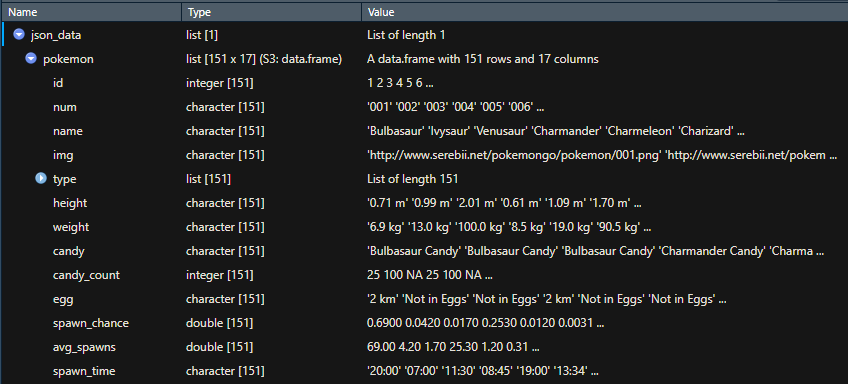 Name Type Value
json_data list [1] List of length 1
pokemon list [151 x 17] (S3: data.frame) A data.frame with 151 rows and 17 columns
id integer [151] 1 2 3 4 5 6 ...
num character [151] '001' '002' '003' '004' '005' '006' ...
name character [151] 'Bulbasaur' 'Ivysaur' 'Venusaur' 'Charmander' 'Charmeleon' 'Charizard' ...
img character [151] 'http://www.serebii.net/pokemongo/pokemon/001.png' 'http://www.serebii.net/pokem ...
type list [151] List of length 151
height character [151] '0.71 m' '0.99 m' '2.01 m' '0.61 m' '1.09 m' '1.70 m' ...
weight character [151] '6.9 kg' '13.0 kg' '100.0 kg' '8.5 kg' '19.0 kg' '90.5 kg' ...
candy character [151] 'Bulbasaur Candy' 'Bulbasaur Candy' 'Bulbasaur Candy' 'Charmander Candy' 'Charma ...
candy_count integer [151] 25 100 NA 25 100 NA ...
egg character [151] '2 km' 'Not in Eggs' 'Not in Eggs' '2 km' 'Not in Eggs' 'Not in Eggs' ...
spawn_chance double [151] 0.6900 0.0420 0.0170 0.2530 0.0120 0.0031 ...
avg_spawns double [151] 69.00 4.20 1.70 25.30 1.20 0.31 ...
spawn_time character [151] '20:00' '07:00' '11:30' '08:45' '19:00' '13:34' ...